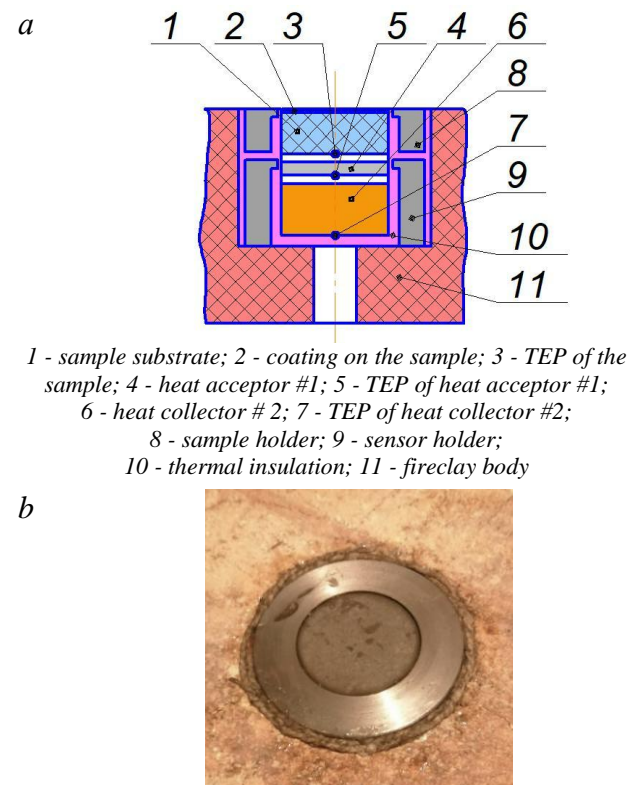 a
1 2 3 5 4 6
8
7
9
10
11
1 - sample substrate; 2 - coating on the sample; 3 - TEP of the
sample; 4 - heat acceptor #1; 5 - TEP of heat acceptor #1;
6 - heat collector # 2; 7 - TEP of heat collector #2;
8 - sample holder; 9 - sensor holder;
10 - thermal insulation; 11 - fireclay body
b